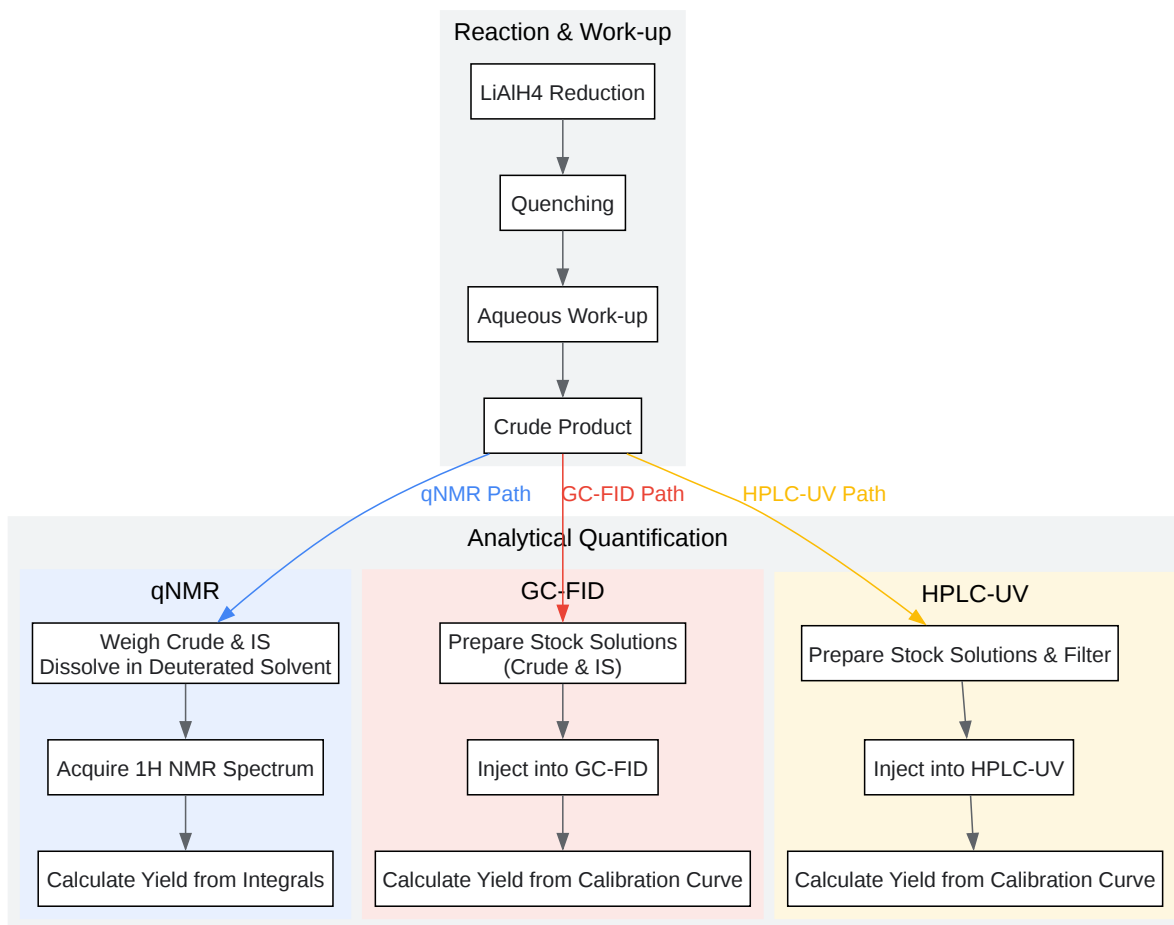 Reaction & Work-up
LiAlH4 Reduction
Quenching
Aqueous Work-up
Crude Product
qNMR Path
GC-FID Path
HPLC-UV Path
Analytical Quantification
qNMR
Weigh Crude & IS
Dissolve in Deuterated Solvent
Acquire 1H NMR Spectrum
Calculate Yield from Integrals
GC-FID
Prepare Stock Solutions
(Crude & IS)
Inject into GC-FID
Calculate Yield from Calibration Curve
HPLC-UV
Prepare Stock Solutions & Filter
Inject into HPLC-UV
Calculate Yield from Calibration Curve